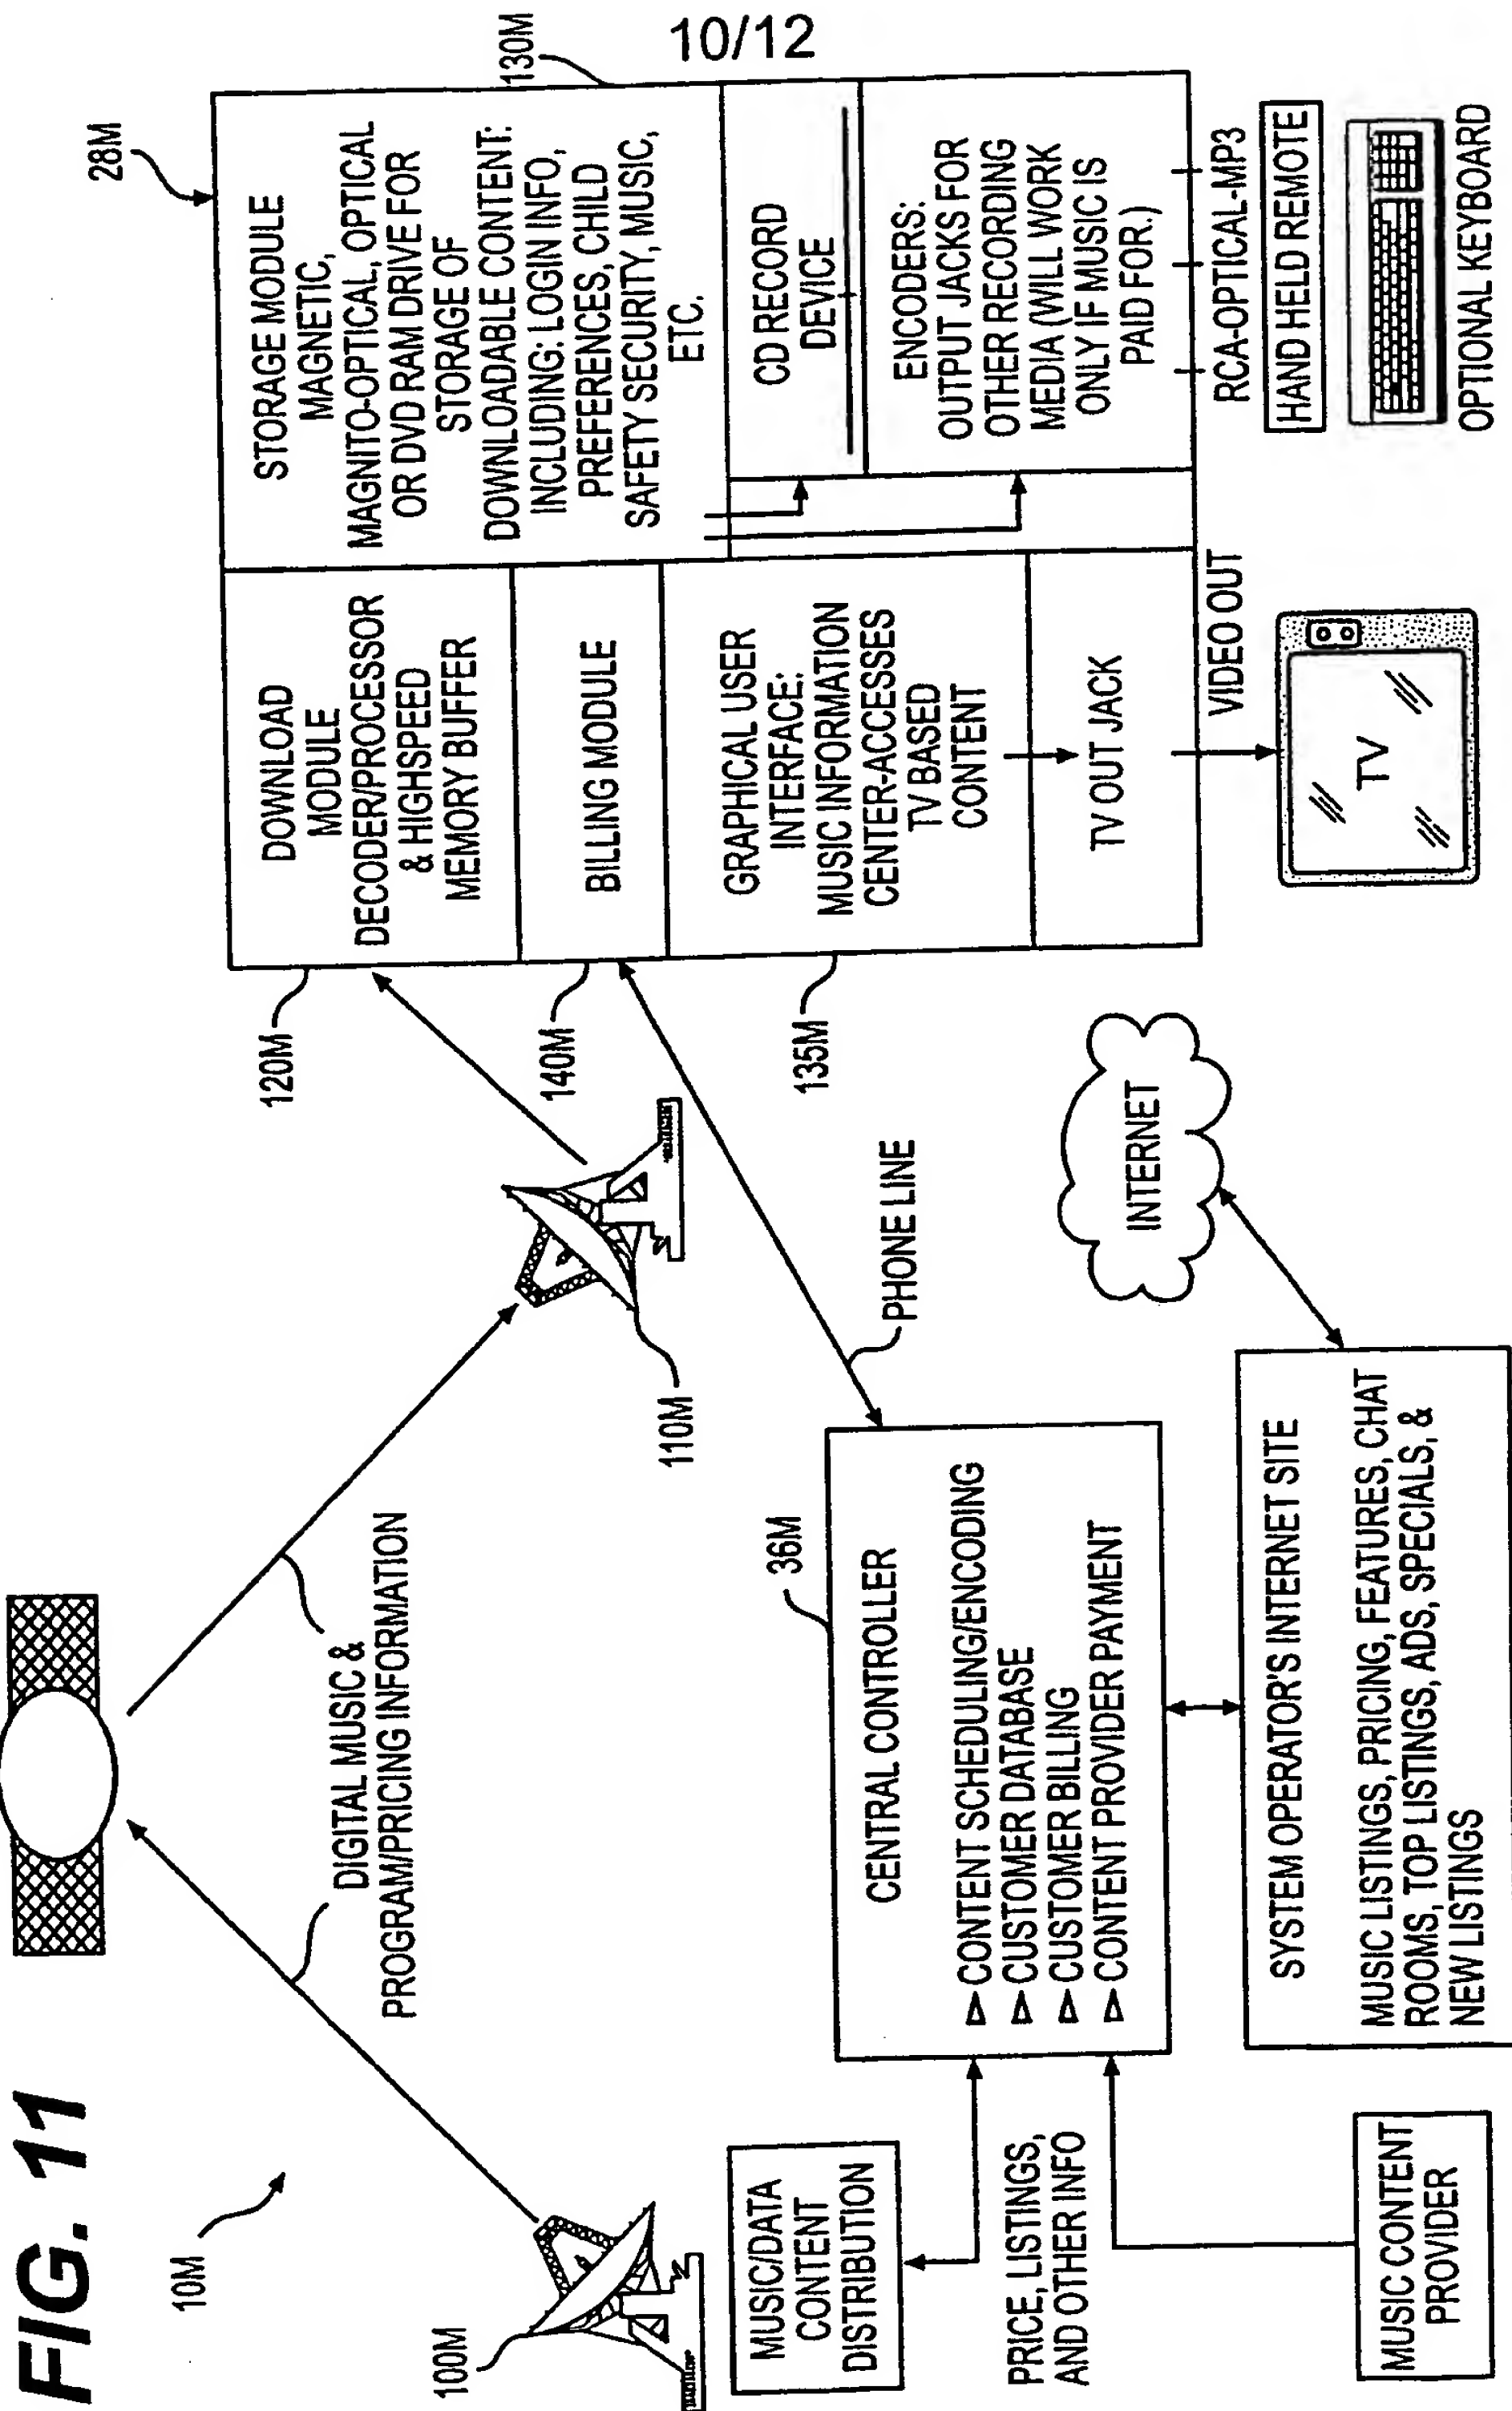 10/12
FIG. 11
10M
100M
DIGITAL MUSIC &
PROGRAM/PRICING INFORMATION
110M
28M
120M
DOWNLOAD
MODULE
DECODER/PROCESSOR
& HIGHSPEED
MEMORY BUFFER
140M
BILLING MODULE
135M
GRAPHICAL USER
INTERFACE:
MUSIC INFORMATION
CENTER-ACCESSES
TV BASED
CONTENT
TV OUT JACK
VIDEO OUT
TV
130M
STORAGE MODULE
MAGNETIC,
MAGNITO-OPTICAL, OPTICAL
OR DVD RAM DRIVE FOR
STORAGE OF
DOWNLOADABLE CONTENT:
INCLUDING: LOGIN INFO,
PREFERENCES, CHILD
SAFETY SECURITY, MUSIC,
ETC.
CD RECORD
DEVICE
ENCODERS:
OUTPUT JACKS FOR
OTHER RECORDING
MEDIA (WILL WORK
ONLY IF MUSIC IS
PAID FOR.)
RCA-OPTICAL-MP3
HAND HELD REMOTE
OPTIONAL KEYBOARD
PHONE LINE
INTERNET
MUSIC/DATA
CONTENT
DISTRIBUTION
PRICE, LISTINGS,
AND OTHER INFO
MUSIC CONTENT
PROVIDER
36M
CENTRAL CONTROLLER
▷ CONTENT SCHEDULING/ENCODING
▷ CUSTOMER DATABASE
▷ CUSTOMER BILLING
▷ CONTENT PROVIDER PAYMENT
SYSTEM OPERATOR'S INTERNET SITE
MUSIC LISTINGS, PRICING, FEATURES, CHAT
ROOMS, TOP LISTINGS, ADS, SPECIALS, &
NEW LISTINGS